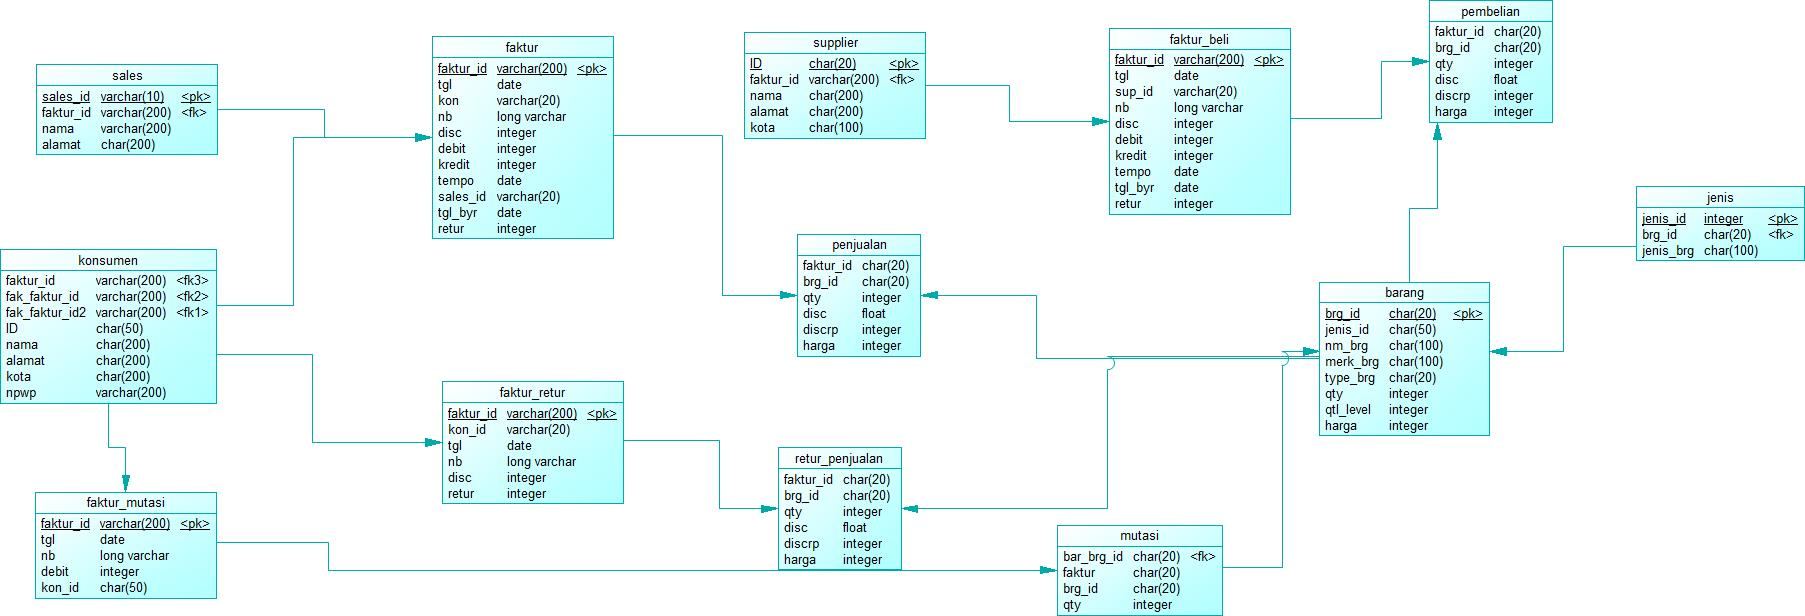 sales
sales_id varchar(10) <pk>
faktur_id varchar(200) <fk>
nama varchar(200)
alamat char(200)
faktur
faktur_id varchar(200) <pk>
tgl date
kon varchar(20)
nb long varchar
disc integer
debit integer
kredit integer
tempo date
sales_id varchar(20)
tgl_byr date
retur integer
supplier
ID char(20) <pk>
faktur_id varchar(200) <fk>
nama char(200)
alamat char(200)
kota char(100)
faktur_beli
faktur_id varchar(200) <pk>
tgl date
sup_id varchar(20)
nb long varchar
disc integer
debit integer
kredit integer
tempo date
tgl_byr date
retur integer
pembelian
faktur_id char(20)
brg_id char(20)
qty integer
disc float
discrp integer
harga integer
jenis
jenis_id integer <pk>
brg_id char(20) <fk>
jenis_brg char(100)
konsumen
faktur_id varchar(200) <fk3>
fak_faktur_id varchar(200) <fk2>
fak_faktur_id2 varchar(200) <fk1>
ID char(50)
nama char(200)
alamat char(200)
kota char(200)
npwp varchar(200)
penjualan
faktur_id char(20)
brg_id char(20)
qty integer
disc float
discrp integer
harga integer
barang
brg_id char(20) <pk>
jenis_id char(50)
nm_brg char(100)
merk_brg char(100)
type_brg char(20)
qty integer
qtl_level integer
harga integer
faktur_retur
faktur_id varchar(200) <pk>
kon_id varchar(20)
tgl date
nb long varchar
disc integer
retur integer
retur_penjualan
faktur_id char(20)
brg_id char(20)
qty integer
disc float
discrp integer
harga integer
faktur_mutasi
faktur_id varchar(200) <pk>
tgl date
nb long varchar
debit integer
kon_id char(50)
mutasi
bar_brg_id char(20) <fk>
faktur char(20)
brg_id char(20)
qty integer